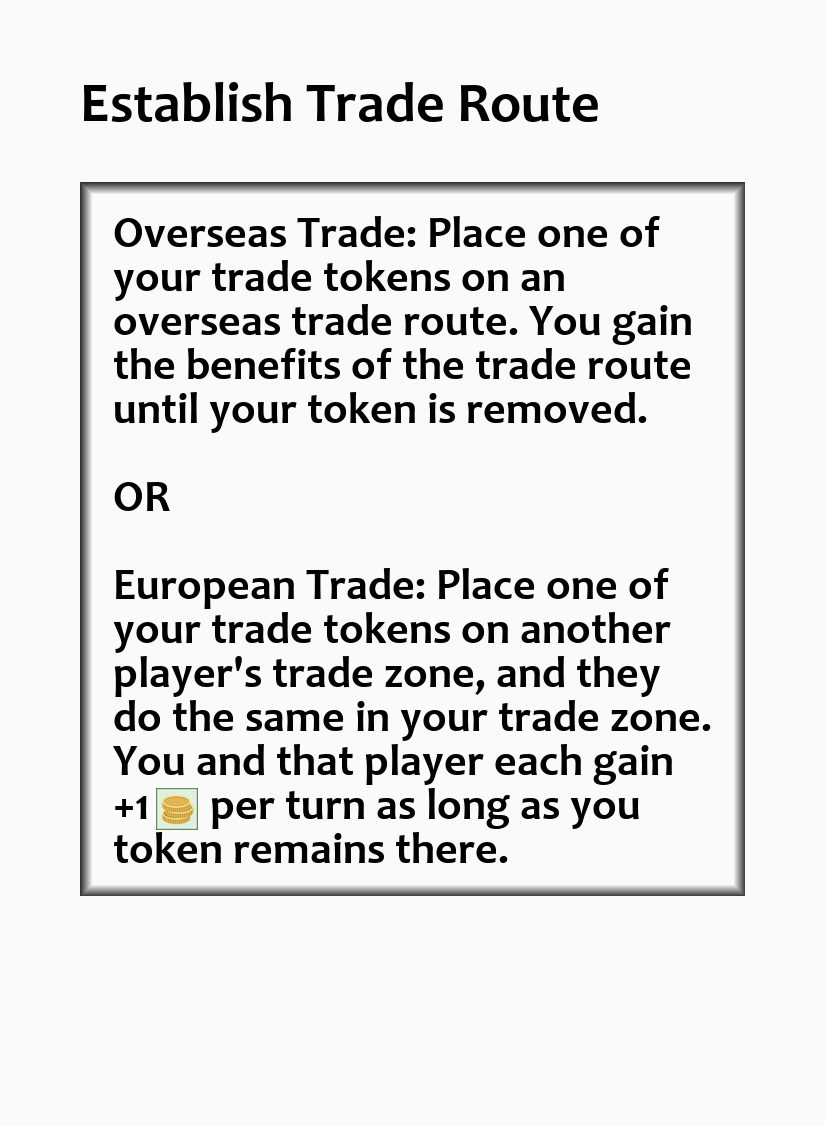 Establish Trade Route
Overseas Trade: Place one of
your trade tokens on an
overseas trade route. You gain
the benefits of the trade route
until your token is removed.
OR
European Trade: Place one of
your trade tokens on another
player's trade zone, and they
do the same in your trade zone.
You and that player each gain
+1 per turn as long as you
token remains there.